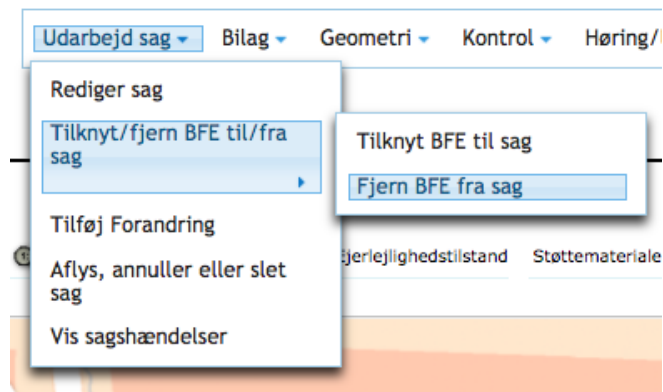 Udarbejd sag Bilag Geometri Kontrol Høring/
Rediger sag
Tilknyt/fjern BFE til/fra
sag
Tilknyt BFE til sag
Fjern BFE fra sag
Tilføj Forandring
Aflys, annuller eller slet
sag
Vis sagshændelser
Ejerlejlighedstilstand Støttemateriale